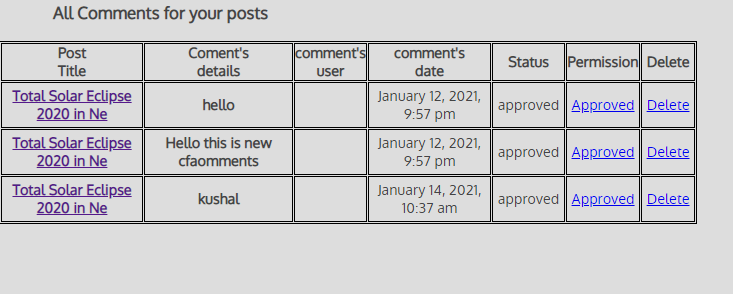 All Comments for your posts
Post Title
Coment's details
comment's user
comment's date
Status
Permission
Delete
Total Solar Eclipse
2020 in Ne
hello
January 12, 2021,
9:57 pm
approved
Approved
Delete
Total Solar Eclipse
2020 in Ne
Hello this is new
cfaomments
January 12, 2021,
9:57 pm
approved
Approved
Delete
Total Solar Eclipse
2020 in Ne
kushal
January 14, 2021,
10:37 am
approved
Approved
Delete